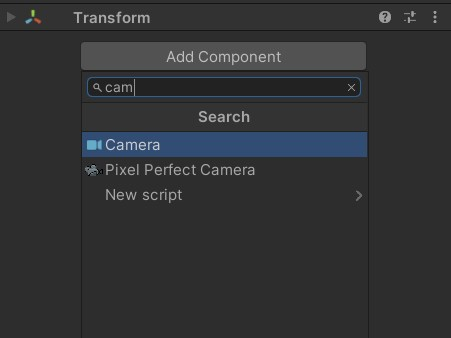 Transform
Add Component
cam
Search
Camera
Pixel Perfect Camera
New script